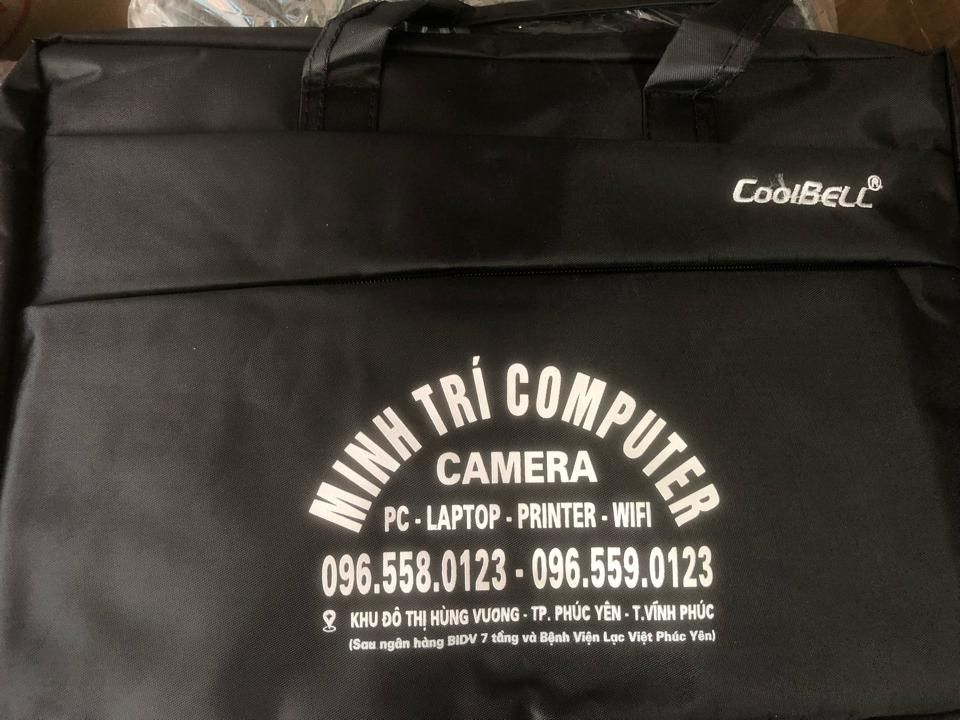 COOLBELL®
MINH TRÍ COMPUTER
CAMERA
PC - LAPTOP - PRINTER - WIFI
096.558.0123 - 096.559.0123
KHU ĐÔ THỊ HÙNG VƯƠNG - TP. PHÚC YÊN - T.VĨNH PHÚC
(Sau ngân hàng BIDV 7 tầng và Bệnh Viện Lạc Việt Phúc Yên)